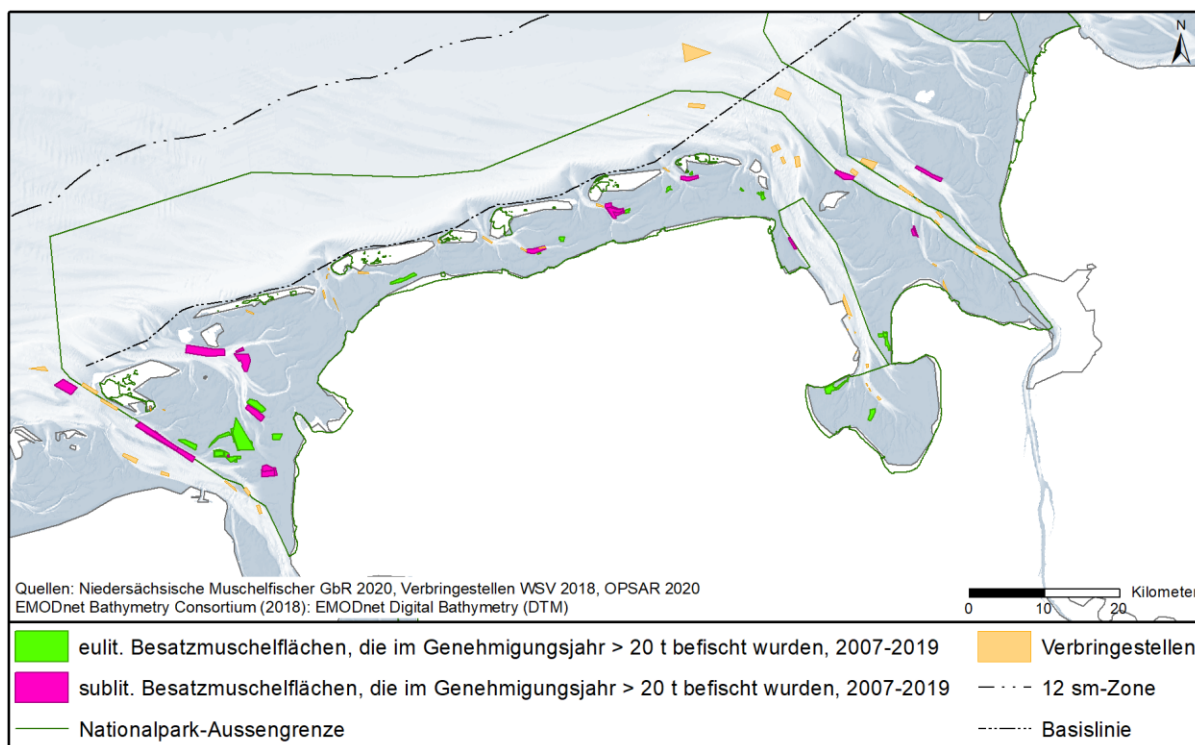 N
Quellen: Niedersächsische Muschelfischer GbR 2020, Verbringestellen WSV 2018, OPSAR 2020
EMODnet Bathymetry Consortium (2018): EMODnet Digital Bathymetry (DTM)
Kilometer
0 10 20
eulit. Besatzmuschelflächen, die im Genehmigungsjahr > 20 t befischt wurden, 2007-2019
sublit. Besatzmuschelflächen, die im Genehmigungsjahr > 20 t befischt wurden, 2007-2019
Nationalpark-Aussengrenze
Verbringestellen
12 sm-Zone
Basislinie